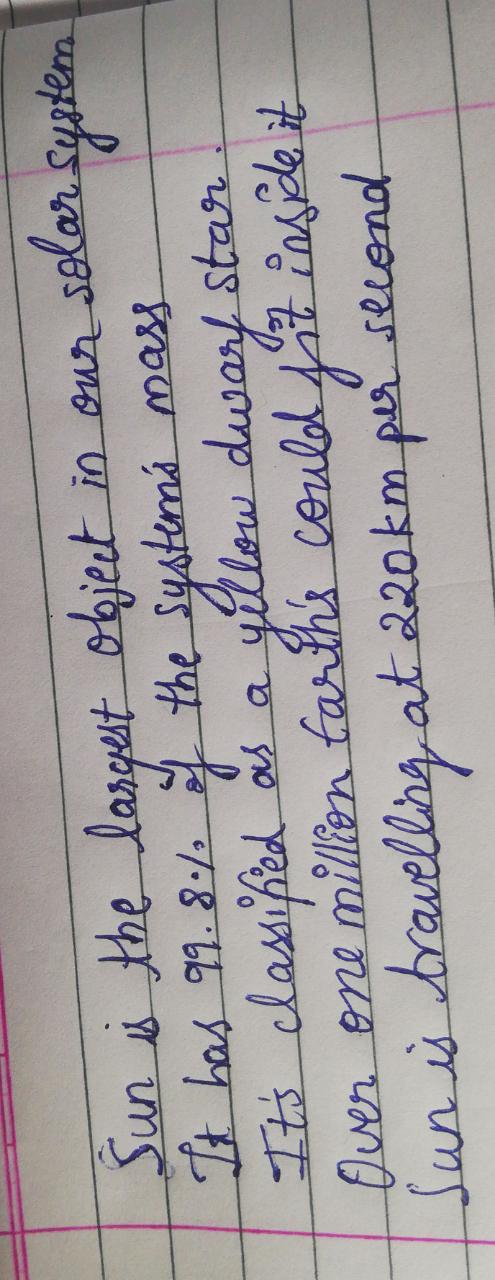 Sun is the largest object in our solar system
It has 99.8% of the system's mass
It's classified as a yellow dwarf star.
Over one million Earth's could fit inside it
Sun is travelling at 220km per second